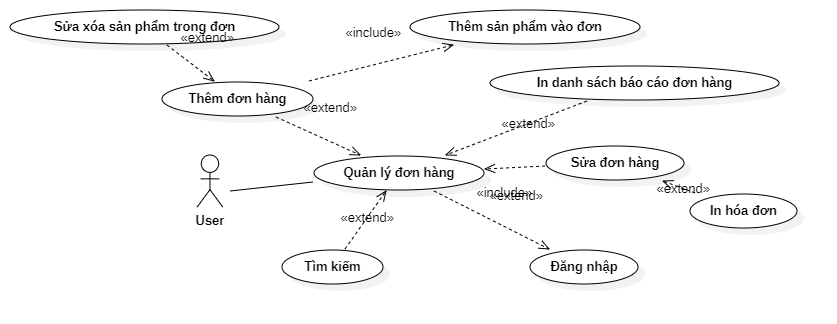 Sửa xóa sản phẩm trong đơn
Thêm sản phẩm vào đơn
«include»
«extend»
In danh sách báo cáo đơn hàng
Thêm đơn hàng
«extend»
«extend»
Sửa đơn hàng
Quản lý đơn hàng
«extend»
«include»
«extend»
In hóa đơn
User
«extend»
Tìm kiếm
Đăng nhập